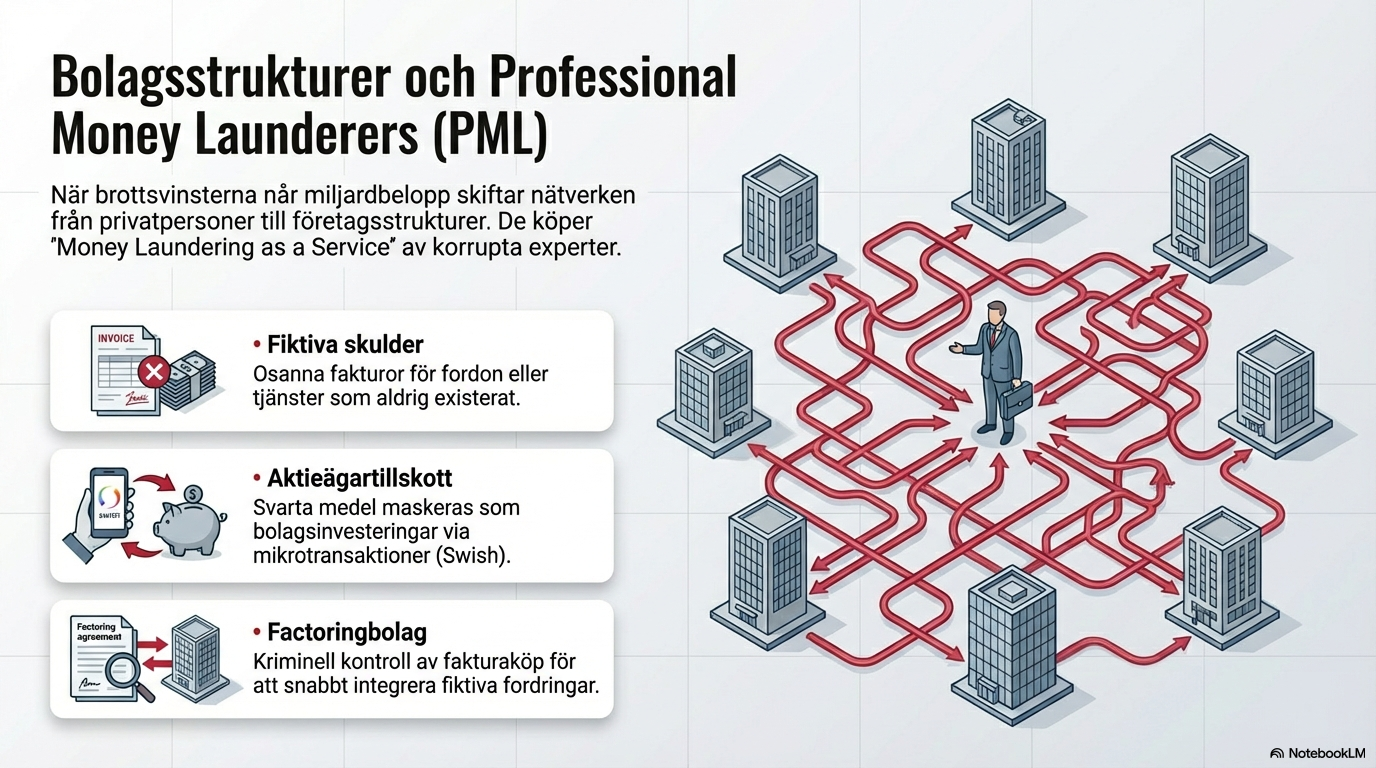 Bolagsstrukturer och Professional
Money Launderers (PML)
När brottsvinsterna når miljardbelopp skiftar nätverken
från privatpersoner till företagsstrukturer. De köper
"Money Laundering as a Service" av korrupta experter.
INVOICE
• Fiktiva skulder
Osanna fakturor för fordon eller
tjänster som aldrig existerat.
$
• Aktieägartillskott
Svarta medel maskeras som
bolagsinvesteringar via
mikrotransaktioner (Swish).
Factoring
agreement
• Factoringbolag
Kriminell kontroll av fakturaköp för
att snabbt integrera fiktiva fordringar.
NotebookLM